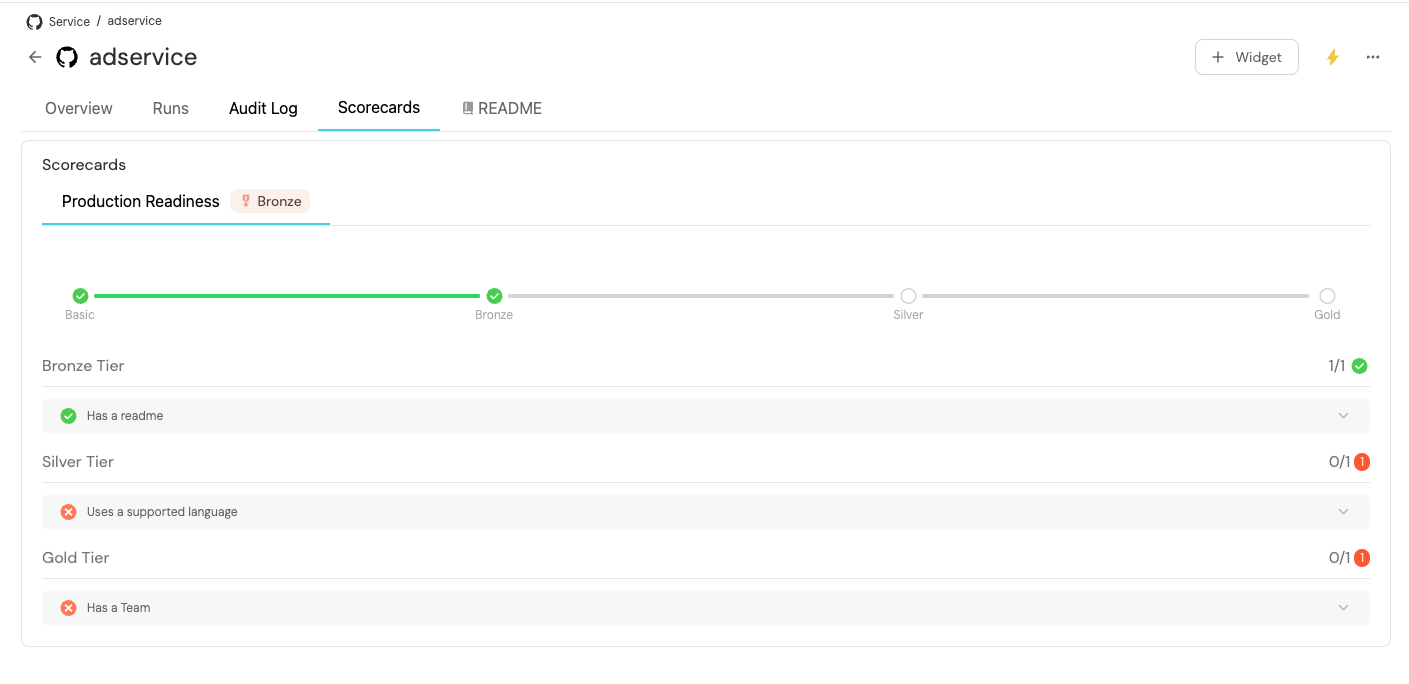 Service / adservice
adservice
Widget
Overview Runs Audit Log Scorecards README
Scorecards
Production Readiness Bronze
Basic Bronze Silver Gold
Bronze Tier 1/1
Has a readme
Silver Tier 0/1 1
Uses a supported language
Gold Tier 0/1 1
Has a Team